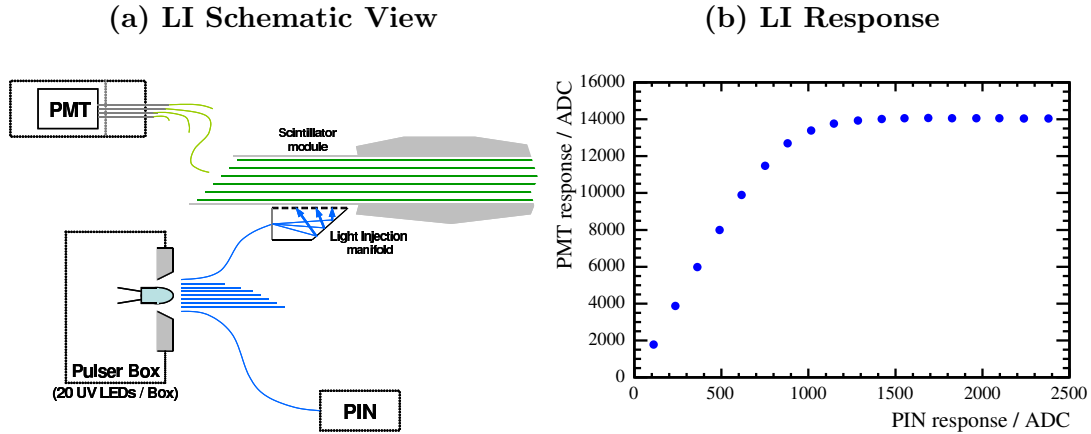 (a) LI Schematic View
PMT
Scintillator
module
Light Injection
manifold
Pulser Box
(20 UV LEDs / Box)
PIN
(b) LI Response
PMT response / ADC
16000
14000
12000
10000
8000
6000
4000
2000
0
0
500
1000
1500
2000
2500
PIN response / ADC